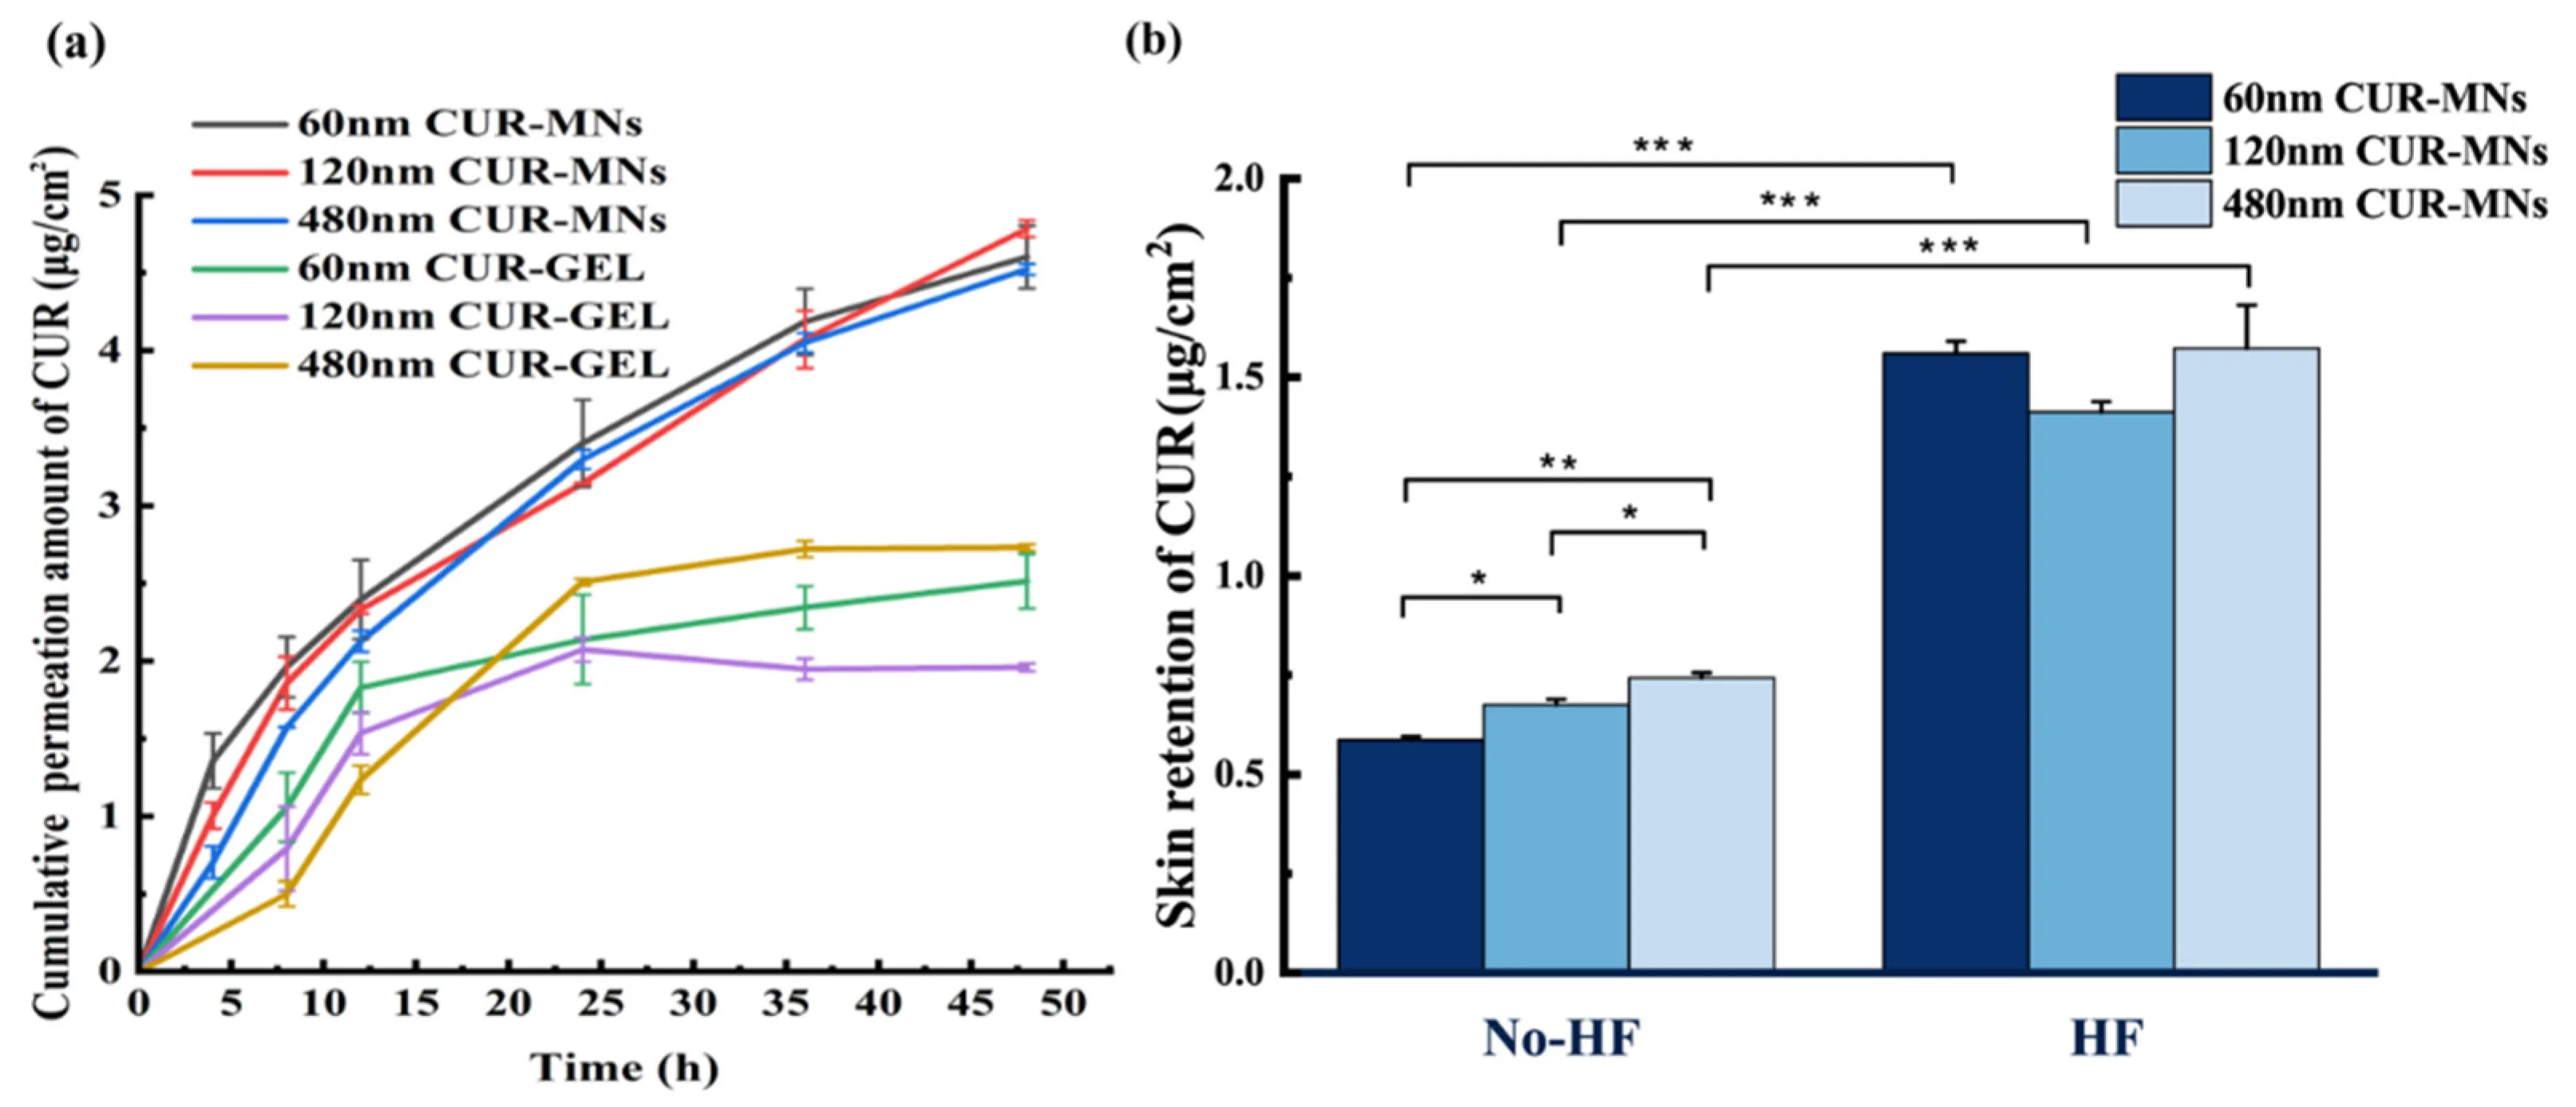 (a)
60nm CUR-MNs
120nm CUR-MNs
480nm CUR-MNs
60nm CUR-GEL
120nm CUR-GEL
480nm CUR-GEL
Cumulative permeation amount of CUR (μg/cm²)
5
4
3
2
1
0
0 5 10 15 20 25 30 35 40 45 50
Time (h)
(b)
60nm CUR-MNs
120nm CUR-MNs
480nm CUR-MNs
Skin retention of CUR (μg/cm²)
2.0
1.5
1.0
0.5
0.0
***
***
***
**
*
*
No-HF HF